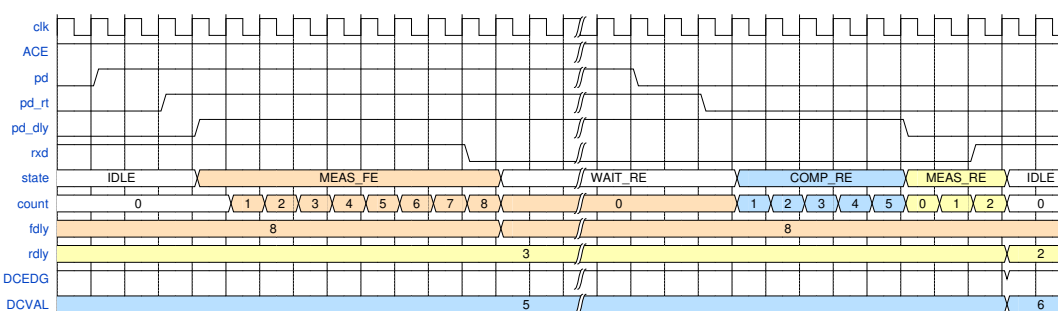 clk
ACE
pd
pd_rt
pd_dly
rxd
state IDLE MEAS_FE WAIT_RE COMP_RE MEAS_RE IDLE
count 0 1 2 3 4 5 6 7 8 0 1 2 3 4 5 0 1 2 0
fdly 8 8
rdly 3 2
DCEDG
DCVAL 5 6